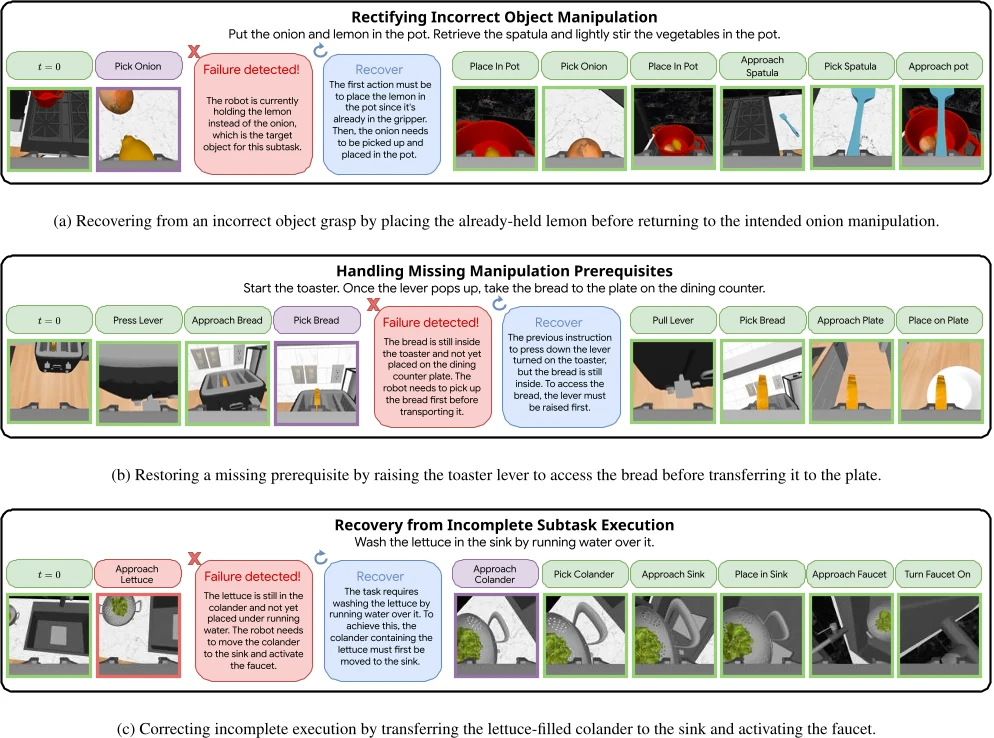 Rectifying Incorrect Object Manipulation
Put the onion and lemon in the pot. Retrieve the spatula and lightly stir the vegetables in the pot.
t = 0
Pick Onion
Failure detected!
The robot is currently
holding the lemon
instead of the onion,
which is the target
object for this subtask.
Recover
The first action must be
to place the lemon in
the pot since it's
already in the gripper.
Then, the onion needs
to be picked up and
placed in the pot.
Place In Pot
Pick Onion
Place In Pot
Approach
Spatula
Pick Spatula
Approach pot
(a) Recovering from an incorrect object grasp by placing the already-held lemon before returning to the intended onion manipulation.
Handling Missing Manipulation Prerequisites
Start the toaster. Once the lever pops up, take the bread to the plate on the dining counter.
t = 0
Press Lever
Approach Bread
Pick Bread
Failure detected!
The bread is still inside
the toaster and not yet
placed on the dining
counter plate. The
robot needs to pick up
the bread first before
transporting it.
Recover
The previous instruction
to press down the lever
turned on the toaster,
but the bread is still
inside. To access the
bread, the lever must
be raised first.
Pull Lever
Pick Bread
Approach Plate
Place on Plate
(b) Restoring a missing prerequisite by raising the toaster lever to access the bread before transferring it to the plate.
Recovery from Incomplete Subtask Execution
Wash the lettuce in the sink by running water over it.
t = 0
Approach
Lettuce
Failure detected!
The lettuce is still in the
colander and not yet
placed under running
water. The robot needs
to move the colander
to the sink and activate
the faucet.
Recover
The task requires
washing the lettuce by
running water over it. To
achieve this, the
colander containing the
lettuce must first be
moved to the sink.
Approach
Colander
Pick Colander
Approach Sink
Place in Sink
Approach Faucet
Turn Faucet On
(c) Correcting incomplete execution by transferring the lettuce-filled colander to the sink and activating the faucet.